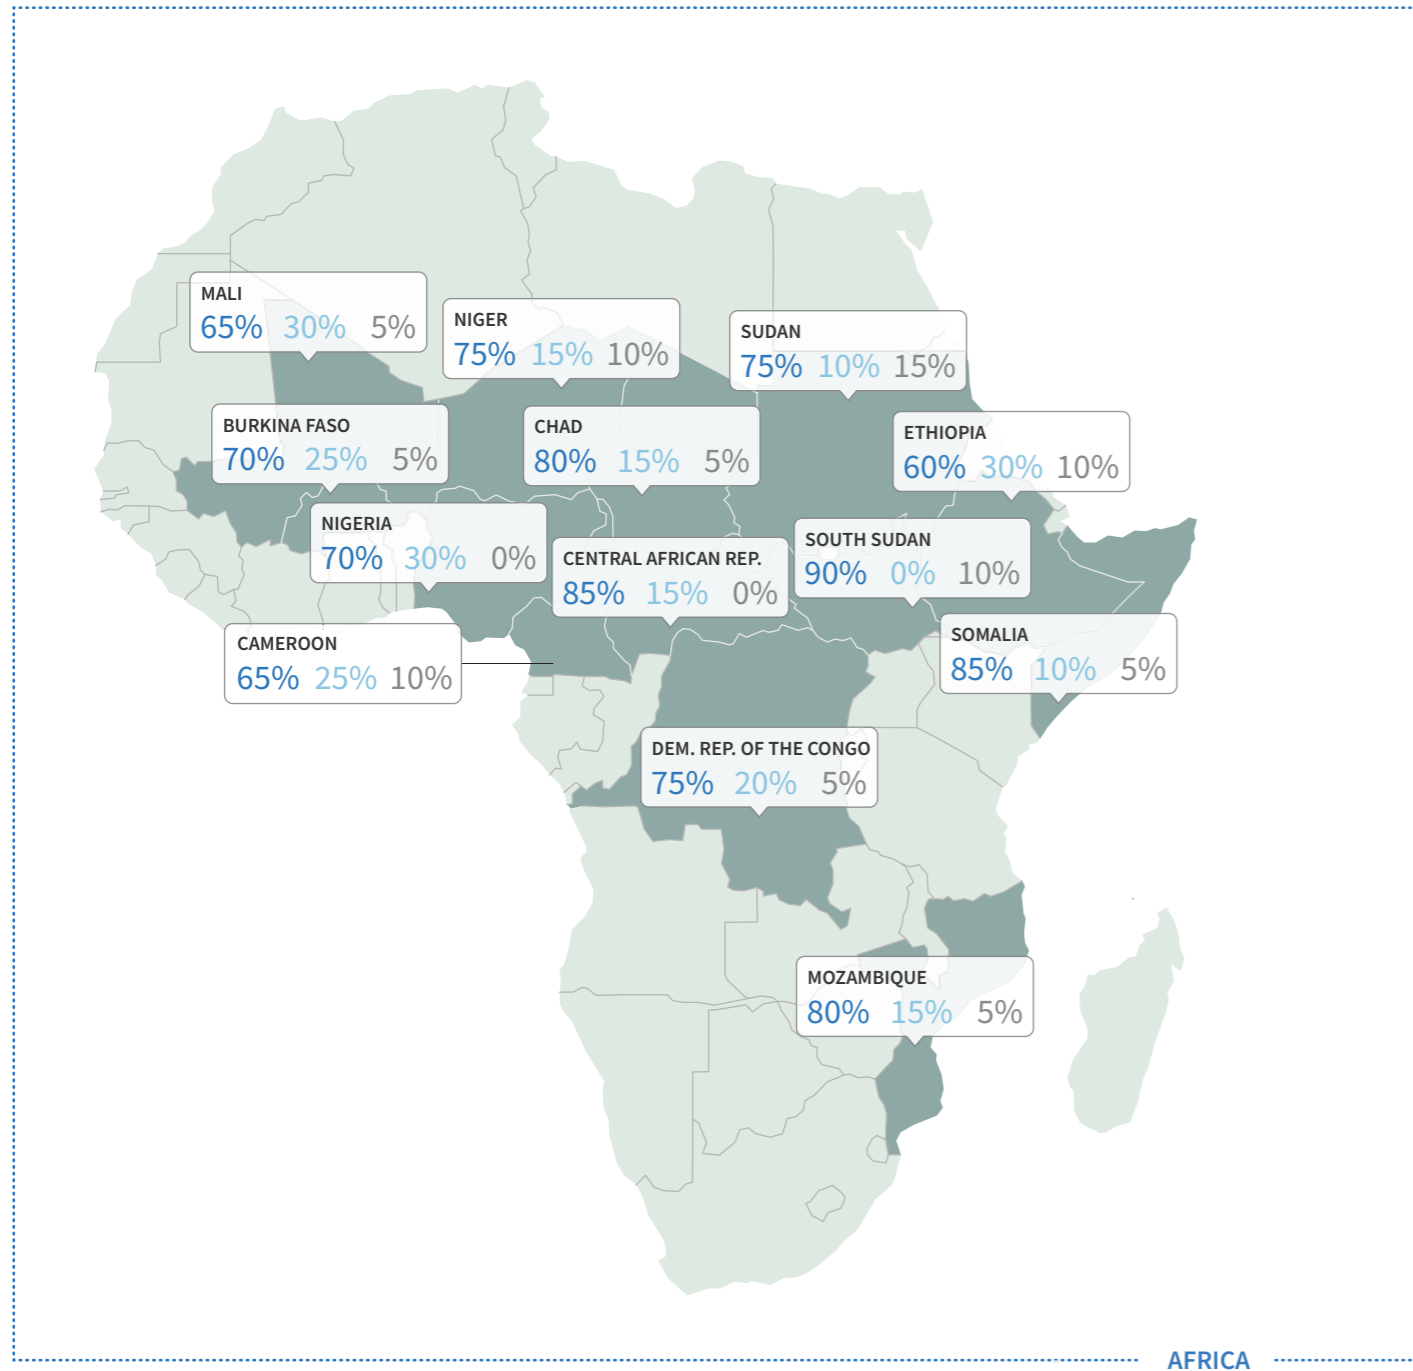 MALI
65% 30% 5%
NIGER
75% 15% 10%
SUDAN
75% 10% 15%
BURKINA FASO
70% 25% 5%
CHAD
80% 15% 5%
ETHIOPIA
60% 30% 10%
NIGERIA
70% 30% 0%
CENTRAL AFRICAN REP.
85% 15% 0%
SOUTH SUDAN
90% 0% 10%
CAMEROON
65% 25% 10%
SOMALIA
85% 10% 5%
DEM. REP. OF THE CONGO
75% 20% 5%
MOZAMBIQUE
80% 15% 5%
AFRICA